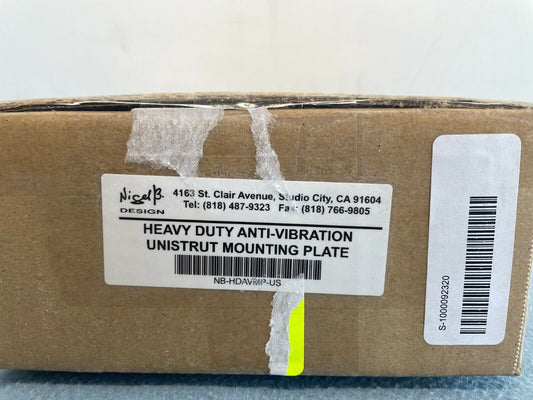 Nigel B.
DESIGN
4163 St. Clair Avenue, Studio City, CA 91604
Tel: (818) 487-9323 Fax: (818) 766-9805
HEAVY DUTY ANTI-VIBRATION
UNISTRUT MOUNTING PLATE
NB-HDAVMP-US
S-1000092320